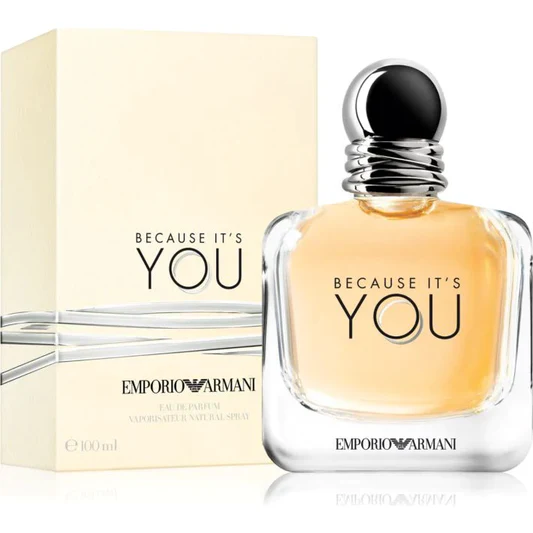 BECAUSE IT'S
YOU
EMPORIO ARMANI
EAU DE PARFUM
VAPORISATEUR NATURAL SPRAY
℮ 100 ml
BECAUSE IT'S
YOU
EMPORIO ARMANI